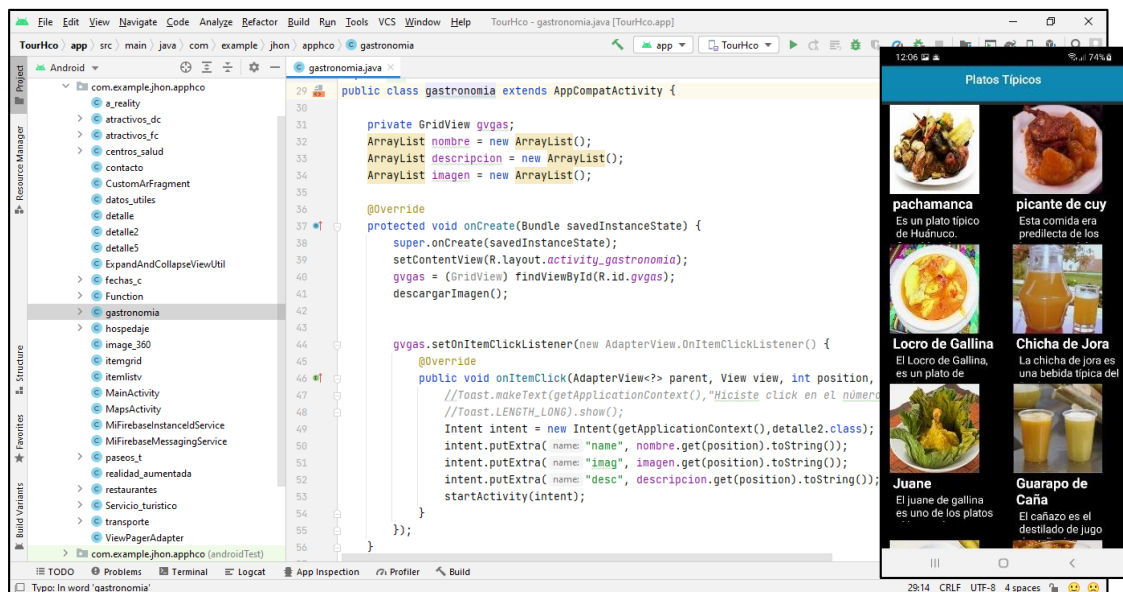 File Edit View Navigate Code Analyze Refactor Build Run Tools VCS Window Help TourHco - gastronomia.java [TourHco.app]
TourHco app src main java com example jhon apphco gastronomia
app TourHco
Android
gastronomia.java
Project
Resource Manager
Structure
Favorites
Build Variants
com.example.jhon.apphco
a_reality
atractivos_dc
atractivos_fc
centros_salud
contacto
CustomArFragment
datos_utiles
detalle
detalle2
detalle5
ExpandAndCollapseViewUtil
fechas_c
Function
gastronomia
hospedaje
image_360
itemgrid
itemlistv
MainActivity
MapsActivity
MiFirebaseInstanceIdService
MiFirebaseMessagingService
paseos_t
realidad_aumentada
restaurantes
Servicio_turistico
transporte
ViewPagerAdapter
com.example.jhon.apphco (androidTest)
29 public class gastronomia extends AppCompatActivity {
30
31 private GridView gvgas;
32 ArrayList nombre = new ArrayList();
33 ArrayList descripcion = new ArrayList();
34 ArrayList imagen = new ArrayList();
35
36 @Override
37 protected void onCreate(Bundle savedInstanceState) {
38 super.onCreate(savedInstanceState);
39 setContentView(R.layout.activity_gastronomia);
40 gvgas = (GridView) findViewById(R.id.gvgas);
41 descargarImagen();
42
43
44 gvgas.setOnItemClickListener(new AdapterView.OnItemClickListener() {
45 @Override
46 public void onItemClick(AdapterView<?> parent, View view, int position,
47 //Toast.makeText(getApplicationContext(),"Hiciste click en el número
48 //Toast.LENGTH_LONG).show();
49 Intent intent = new Intent(getApplicationContext(),detalle2.class);
50 intent.putExtra( name: "name", nombre.get(position).toString());
51 intent.putExtra( name: "imag", imagen.get(position).toString());
52 intent.putExtra( name: "desc", descripcion.get(position).toString());
53 startActivity(intent);
54 }
55 });
56 }
12:06 74%
Platos Típicos
pachamanca
Es un plato típico
de Huánuco.
picante de cuy
Esta comida era
predilecta de los
Locro de Gallina
El Locro de Gallina,
es un plato de
Chicha de Jora
La chicha de jora es
una bebida típica del
Juane
El juane de gallina
es uno de los platos
Guarapo de
Caña
El cañazo es el
destilado de jugo
TODO Problems Terminal Logcat App Inspection Profiler Build
Typo: In word 'gastronomia' 29:14 CRLF UTF-8 4 spaces